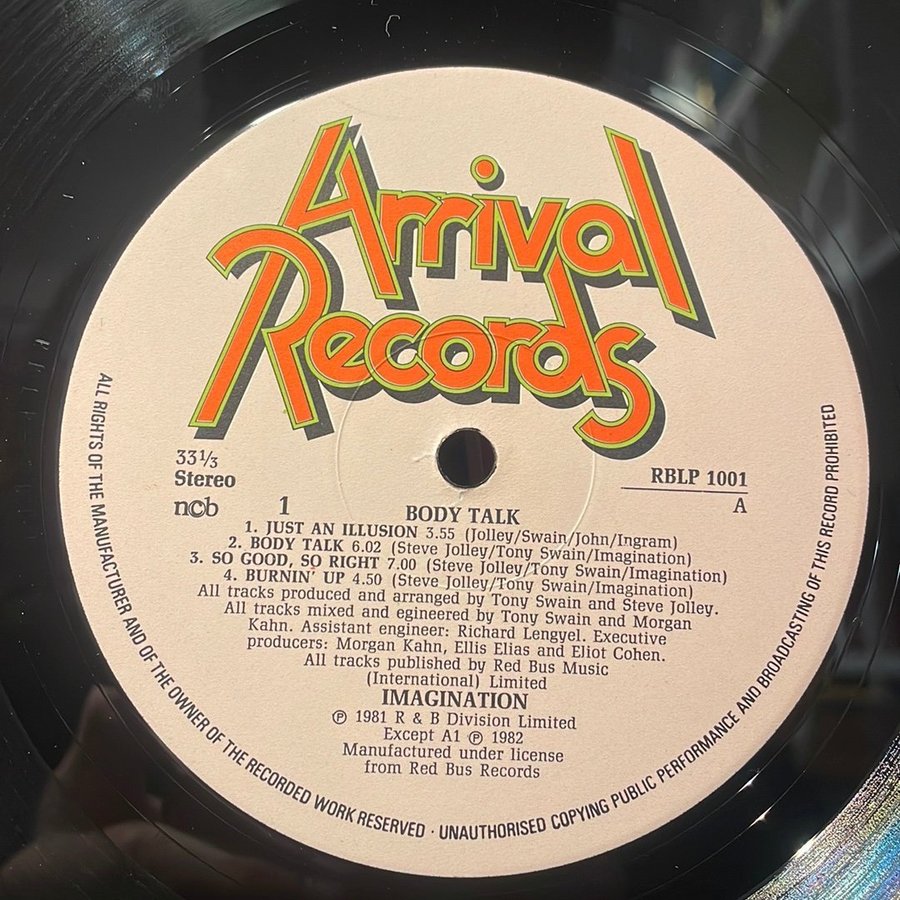 Arrival
Records
33⅓
Stereo
RBLP 1001
ncb
1
A
BODY TALK
1. JUST AN ILLUSION 3.55 (Jolley/Swain/John/Ingram)
2. BODY TALK 6.02 (Steve Jolley/Tony Swain/Imagination)
3. SO GOOD, SO RIGHT 7.00 (Steve Jolley/Tony Swain/Imagination)
4. BURNIN' UP 4.50 (Steve Jolley/Tony Swain/Imagination)
All tracks produced and arranged by Tony Swain and Steve Jolley.
All tracks mixed and egineered by Tony Swain and Morgan
Kahn. Assistant engineer: Richard Lengyel. Executive
producers: Morgan Kahn, Ellis Elias and Eliot Cohen.
All tracks published by Red Bus Music
(International) Limited
IMAGINATION
℗ 1981 R & B Division Limited
Except A1 ℗ 1982
Manufactured under license
from Red Bus Records
ALL RIGHTS OF THE MANUFACTURER AND OF THE OWNER OF THE RECORDED WORK RESERVED · UNAUTHORISED COPYING PUBLIC PERFORMANCE AND BROADCASTING OF THIS RECORD PROHIBITED